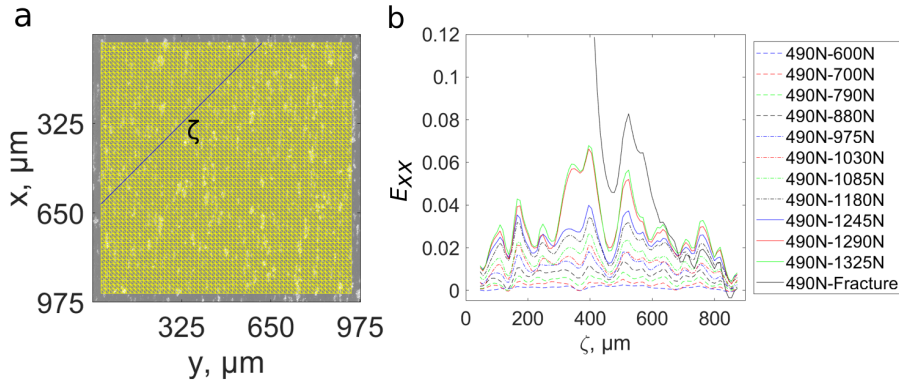 a
x, μm
325
650
975
ζ
325
650
975
y, μm
b
Exx
0.12
0.1
0.08
0.06
0.04
0.02
0
0
200
400
600
800
ζ, μm
490N-600N
490N-700N
490N-790N
490N-880N
490N-975N
490N-1030N
490N-1085N
490N-1180N
490N-1245N
490N-1290N
490N-1325N
490N-Fracture